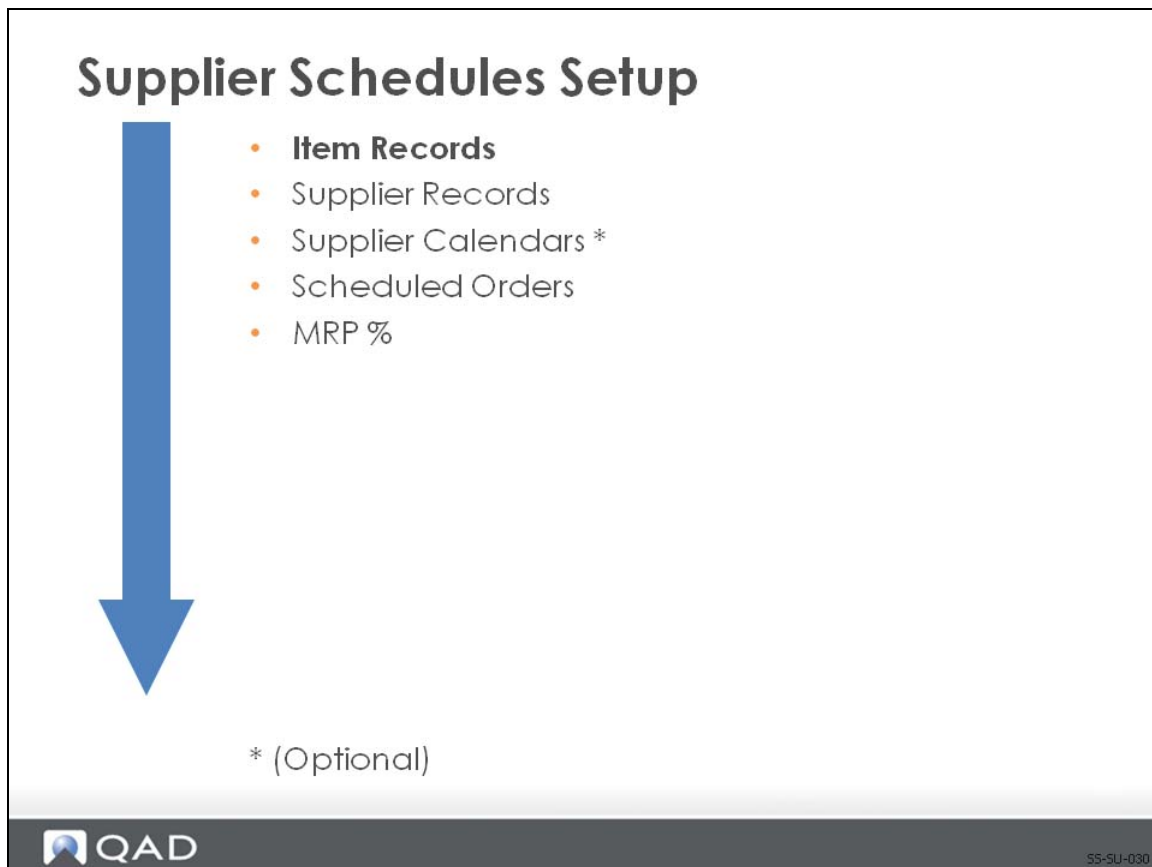 Supplier Schedules Setup
• Item Records
• Supplier Records
• Supplier Calendars *
• Scheduled Orders
• MRP %
* (Optional)
QAD
SS-SU-030